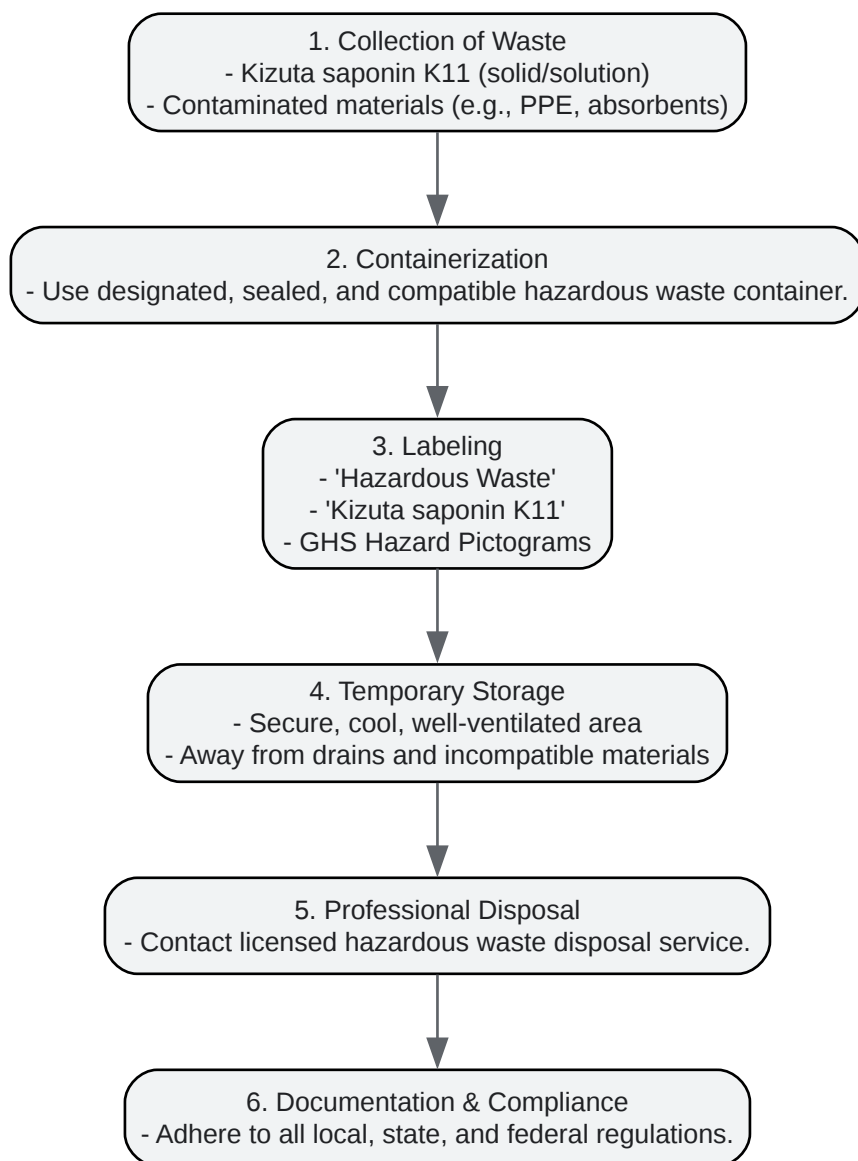 1. Collection of Waste
- Kizuta saponin K11 (solid/solution)
- Contaminated materials (e.g., PPE, absorbents)
2. Containerization
- Use designated, sealed, and compatible hazardous waste container.
3. Labeling
- 'Hazardous Waste'
- 'Kizuta saponin K11'
- GHS Hazard Pictograms
4. Temporary Storage
- Secure, cool, well-ventilated area
- Away from drains and incompatible materials
5. Professional Disposal
- Contact licensed hazardous waste disposal service.
6. Documentation & Compliance
- Adhere to all local, state, and federal regulations.